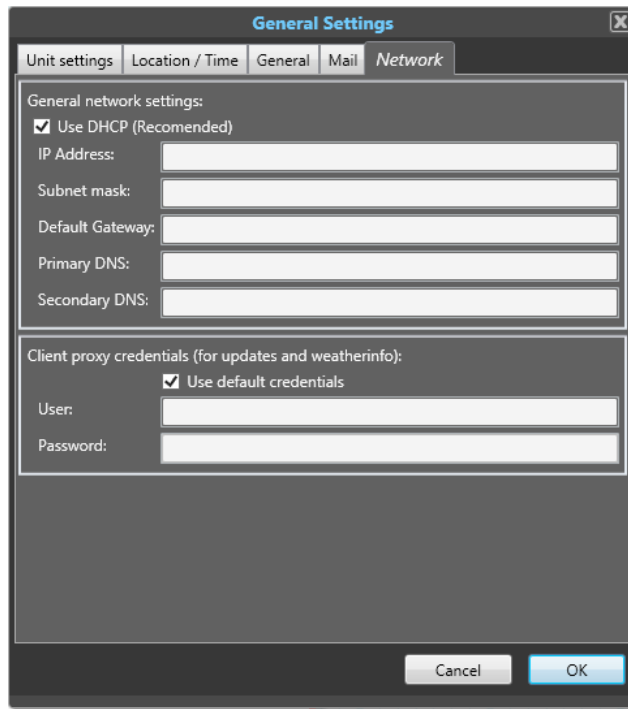 General Settings
Unit settings Location / Time General Mail Network
General network settings:
Use DHCP (Recomended)
IP Address:
Subnet mask:
Default Gateway:
Primary DNS:
Secondary DNS:
Client proxy credentials (for updates and weatherinfo):
Use default credentials
User:
Password:
Cancel OK